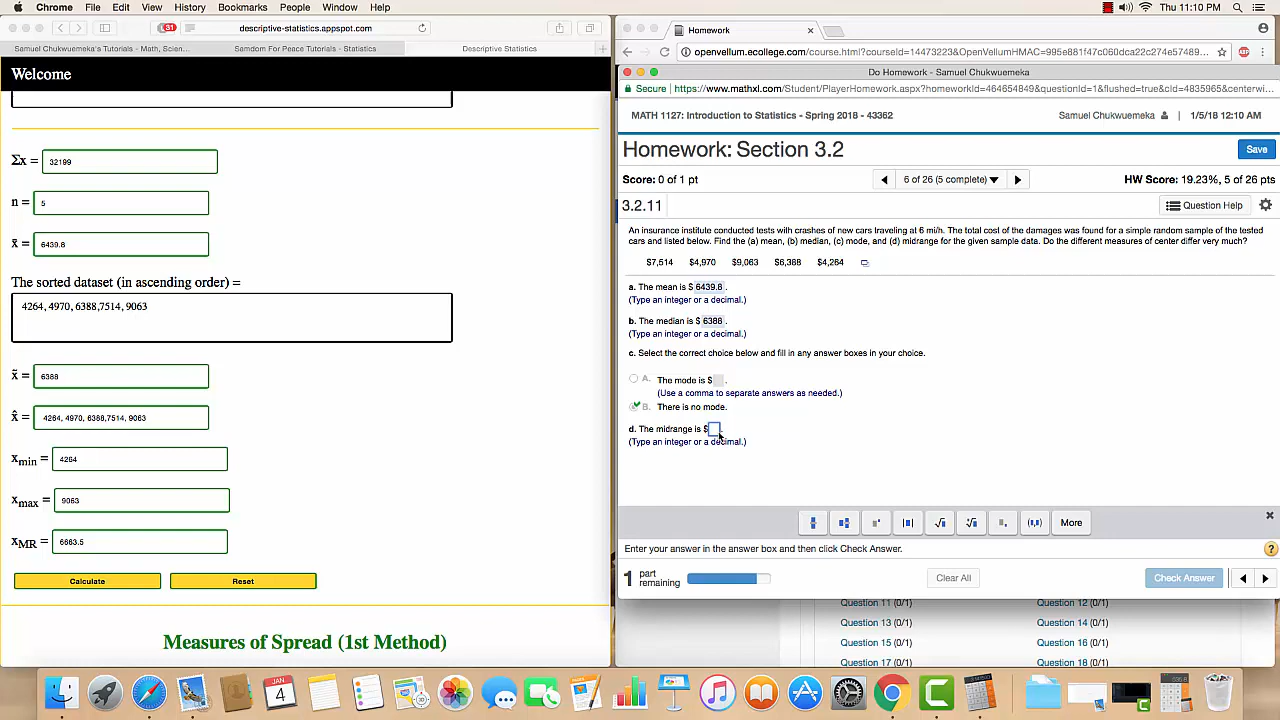 Chrome File Edit View History Bookmarks People Window Help Thu 11:10 PM
31 descriptive-statistics.appspot.com
Samuel Chukwuemeka's Tutorials - Math, Scien... Samdom For Peace Tutorials - Statistics Descriptive Statistics
Welcome
Σx = 32199
n = 5
x̄ = 6439.8
The sorted dataset (in ascending order) =
4264, 4970, 6388,7514, 9063
x̃ = 6388
x̂ = 4264, 4970, 6388,7514, 9063
xmin = 4264
xmax = 9063
xMR = 6663.5
Calculate Reset
Measures of Spread (1st Method)
Homework
openvellum.ecollege.com/course.html?courseId=14473223&OpenVellumHMAC=995e881f47c060dca22c274e57489...
Do Homework - Samuel Chukwuemeka
Secure https://www.mathxl.com/Student/PlayerHomework.aspx?homeworkId=464654849&questionId=1&flushed=true&cId=4835965&centerwi...
MATH 1127: Introduction to Statistics - Spring 2018 - 43362 Samuel Chukwuemeka | 1/5/18 12:10 AM
Homework: Section 3.2 Save
Score: 0 of 1 pt 6 of 26 (5 complete) HW Score: 19.23%, 5 of 26 pts
3.2.11 Question Help
An insurance institute conducted tests with crashes of new cars traveling at 6 mi/h. The total cost of the damages was found for a simple random sample of the tested
cars and listed below. Find the (a) mean, (b) median, (c) mode, and (d) midrange for the given sample data. Do the different measures of center differ very much?
$7,514 $4,970 $9,063 $6,388 $4,264
a. The mean is $ 6439.8 .
(Type an integer or a decimal.)
b. The median is $ 6388 .
(Type an integer or a decimal.)
c. Select the correct choice below and fill in any answer boxes in your choice.
A. The mode is $ .
(Use a comma to separate answers as needed.)
B. There is no mode.
d. The midrange is $ .
(Type an integer or a decimal.)
More
Enter your answer in the answer box and then click Check Answer. ?
1 part remaining Clear All Check Answer
Question 11 (0/1) Question 12 (0/1)
Question 13 (0/1) Question 14 (0/1)
Question 15 (0/1) Question 16 (0/1)
Question 17 (0/1) Question 18 (0/1)
JAN
4